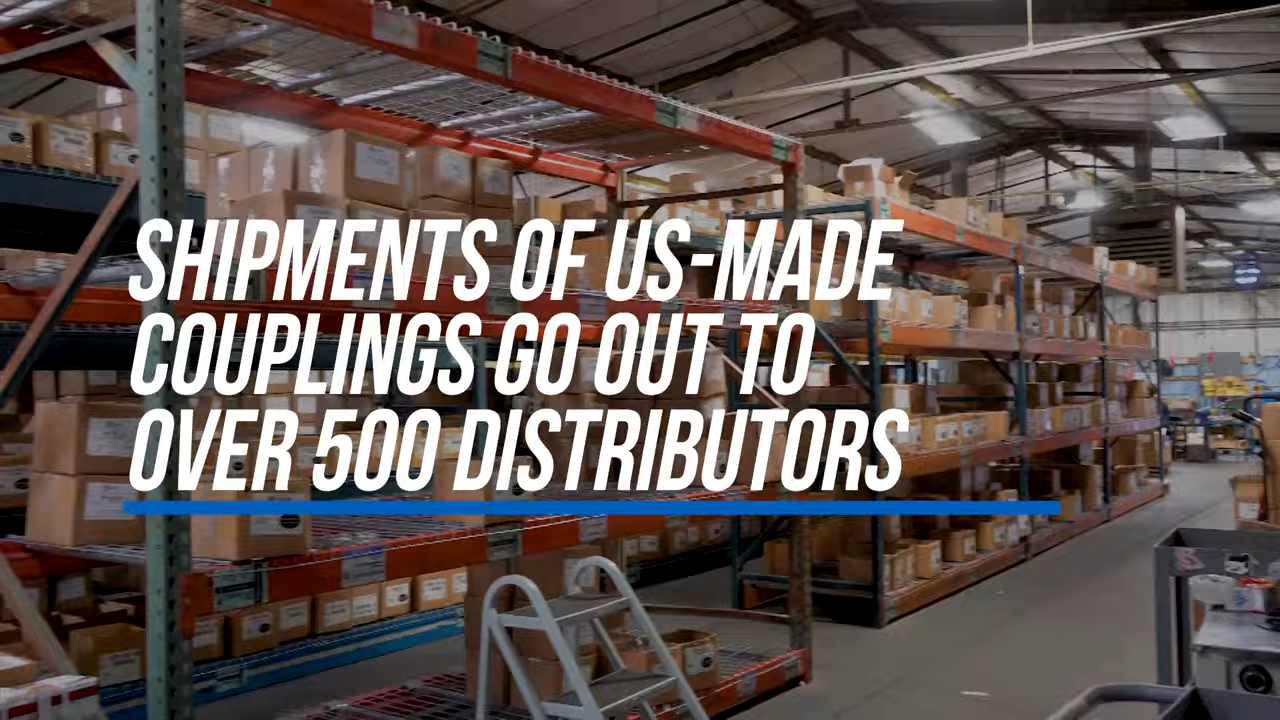 SHIPMENTS OF US-MADE
COUPLINGS GO OUT TO
OVER 500 DISTRIBUTORS